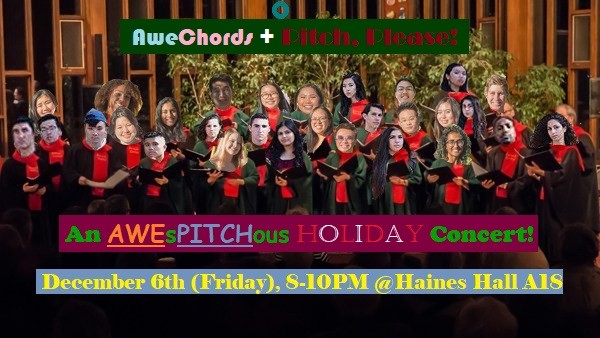 AweChords + Pitch, Please!
An AWEsPITCHous HOLIDAY Concert!
December 6th (Friday), 8-10PM @Haines Hall A18